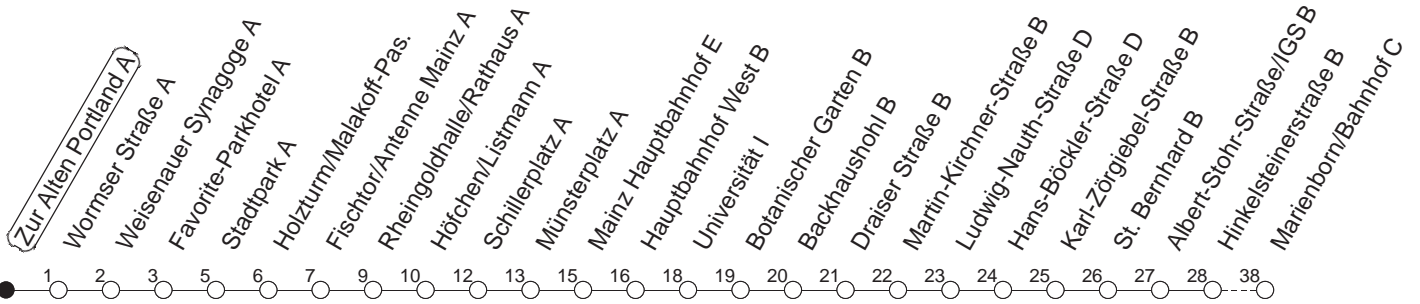 Zur Alten Portland A
Wormser Straße A
Weisenauer Synagoge A
Favorite-Parkhotel A
Stadtpark A
Holzturm/Malakoff-Pas.
Fischtor/Antenne Mainz A
Rheingoldhalle/Rathaus A
Höfchen/Listmann A
Schillerplatz A
Münsterplatz A
Mainz Hauptbahnhof E
Hauptbahnhof West B
Universität I
Botanischer Garten B
Backhaushohl B
Draiser Straße B
Martin-Kirchner-Straße B
Ludwig-Nauth-Straße D
Hans-Böckler-Straße D
Karl-Zörgiebel-Straße B
St. Bernhard B
Albert-Stohr-Straße/IGS B
Hinkelsteinerstraße B
Marienborn/Bahnhof C
1 2 3 5 6 7 9 10 12 13 15 16 18 19 20 21 22 23 24 25 26 27 28 38